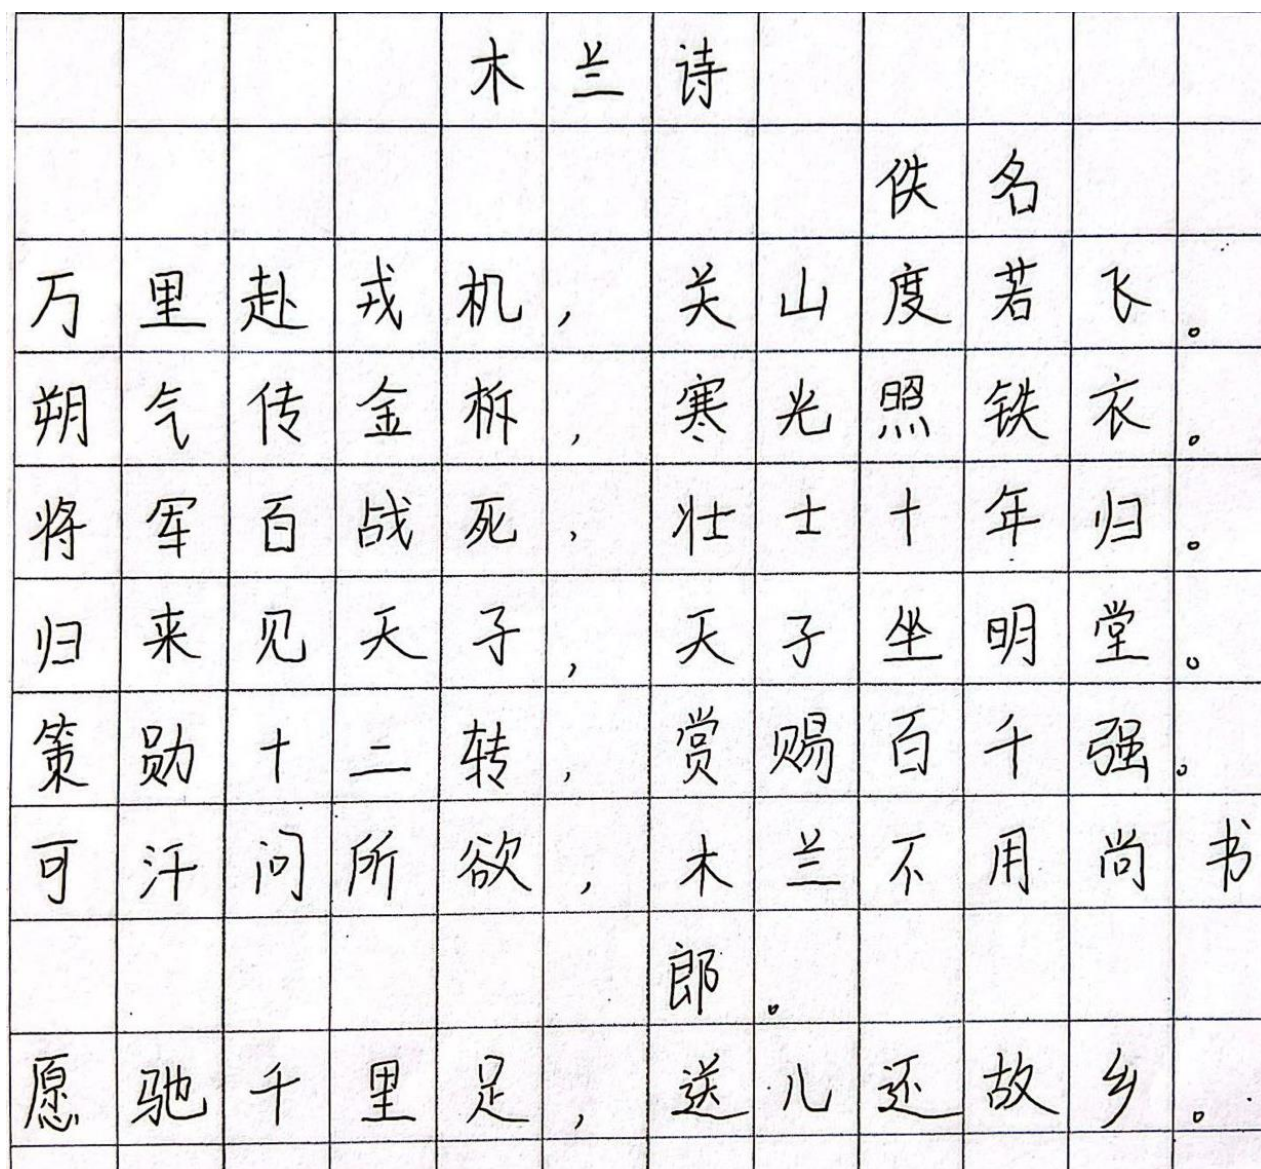 木兰诗
佚名
万里赴戎机，关山度若飞。
朔气传金柝，寒光照铁衣。
将军百战死，壮士十年归。
归来见天子，天子坐明堂。
策勋十二转，赏赐百千强。
可汗问所欲，木兰不用尚书
郎。
愿驰千里足，送儿还故乡。